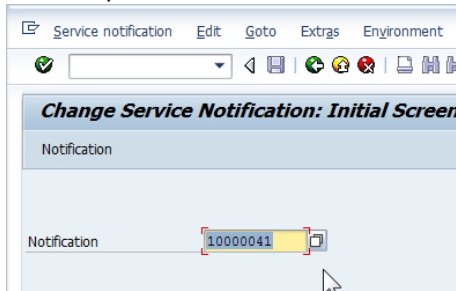 Service notification Edit Goto Extras Environment
Change Service Notification: Initial Screen
Notification
Notification 10000041